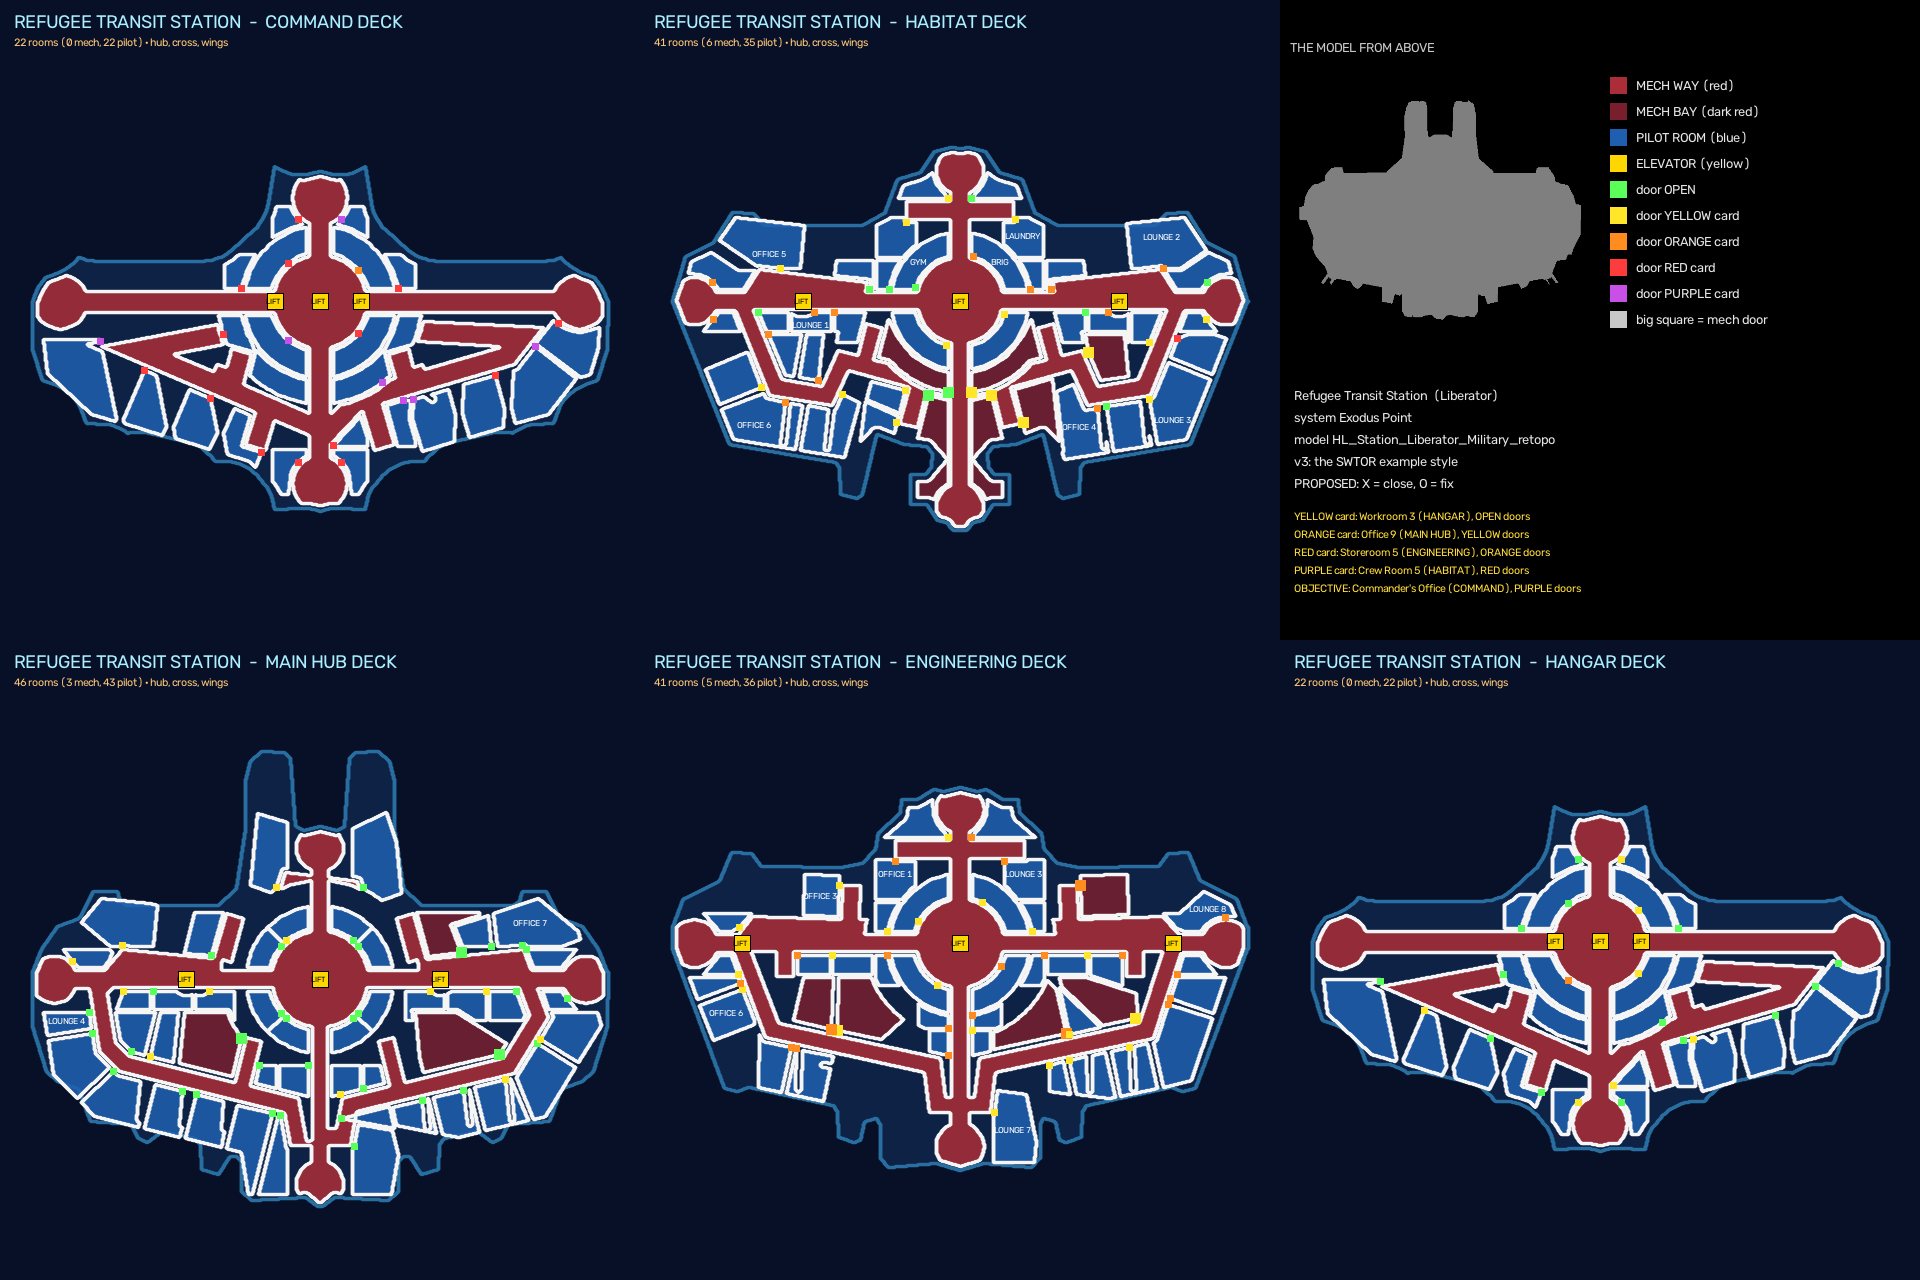 REFUGEE TRANSIT STATION - COMMAND DECK
22 rooms (0 mech, 22 pilot) • hub, cross, wings
LIFT
LIFT
LIFT
REFUGEE TRANSIT STATION - HABITAT DECK
41 rooms (6 mech, 35 pilot) • hub, cross, wings
LAUNDRY
LOUNGE 2
OFFICE 5
GYM
BRIG
LIFT
LIFT
LIFT
LOUNGE 1
OFFICE 6
OFFICE 4
LOUNGE 3
THE MODEL FROM ABOVE
MECH WAY (red)
MECH BAY (dark red)
PILOT ROOM (blue)
ELEVATOR (yellow)
door OPEN
door YELLOW card
door ORANGE card
door RED card
door PURPLE card
big square = mech door
Refugee Transit Station (Liberator)
system Exodus Point
model HL_Station_Liberator_Military_retopo
v3: the SWTOR example style
PROPOSED: X = close, O = fix
YELLOW card: Workroom 3 (HANGAR), OPEN doors
ORANGE card: Office 9 (MAIN HUB), YELLOW doors
RED card: Storeroom 5 (ENGINEERING), ORANGE doors
PURPLE card: Crew Room 5 (HABITAT), RED doors
OBJECTIVE: Commander's Office (COMMAND), PURPLE doors
REFUGEE TRANSIT STATION - MAIN HUB DECK
46 rooms (3 mech, 43 pilot) • hub, cross, wings
OFFICE 7
LIFT
LIFT
LIFT
LOUNGE 4
REFUGEE TRANSIT STATION - ENGINEERING DECK
41 rooms (5 mech, 36 pilot) • hub, cross, wings
OFFICE 1
LOUNGE 3
OFFICE 3
LOUNGE 8
LIFT
LIFT
LIFT
OFFICE 6
LOUNGE 7
REFUGEE TRANSIT STATION - HANGAR DECK
22 rooms (0 mech, 22 pilot) • hub, cross, wings
LIFT
LIFT
LIFT